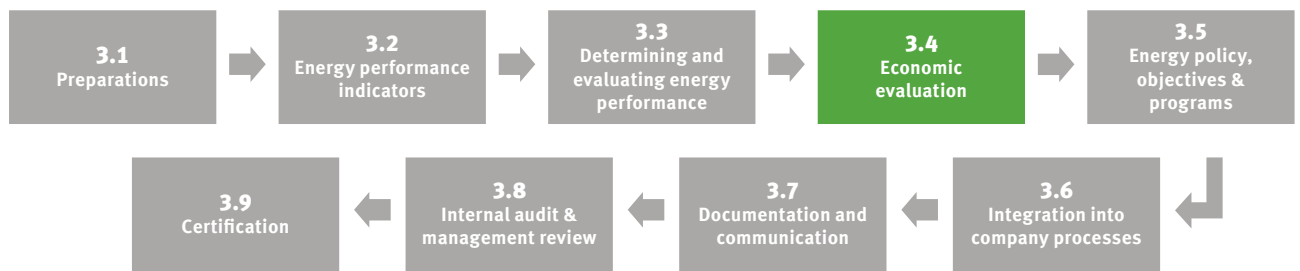 3.1
Preparations
3.2
Energy performance
indicators
3.3
Determining and
evaluating energy
performance
3.4
Economic
evaluation
3.5
Energy policy,
objectives &
programs
3.6
Integration into
company processes
3.7
Documentation and
communication
3.8
Internal audit &
management review
3.9
Certification